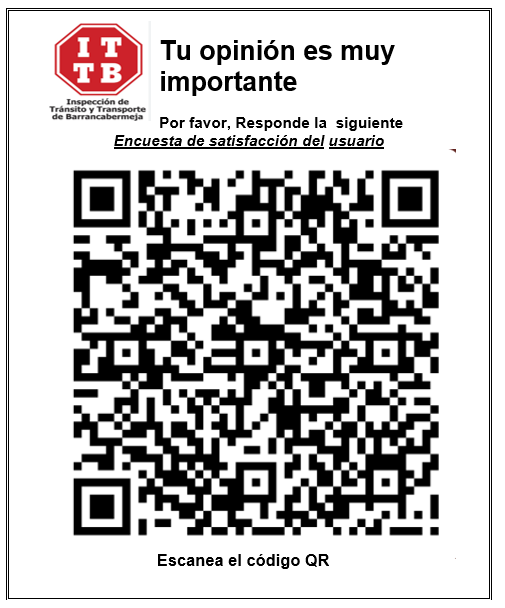 I T
T B
Inspección de
Tránsito y Transporte
de Barrancabermeja
Tu opinión es muy
importante
Por favor, Responde la siguiente
Encuesta de satisfacción del usuario
Escanea el código QR